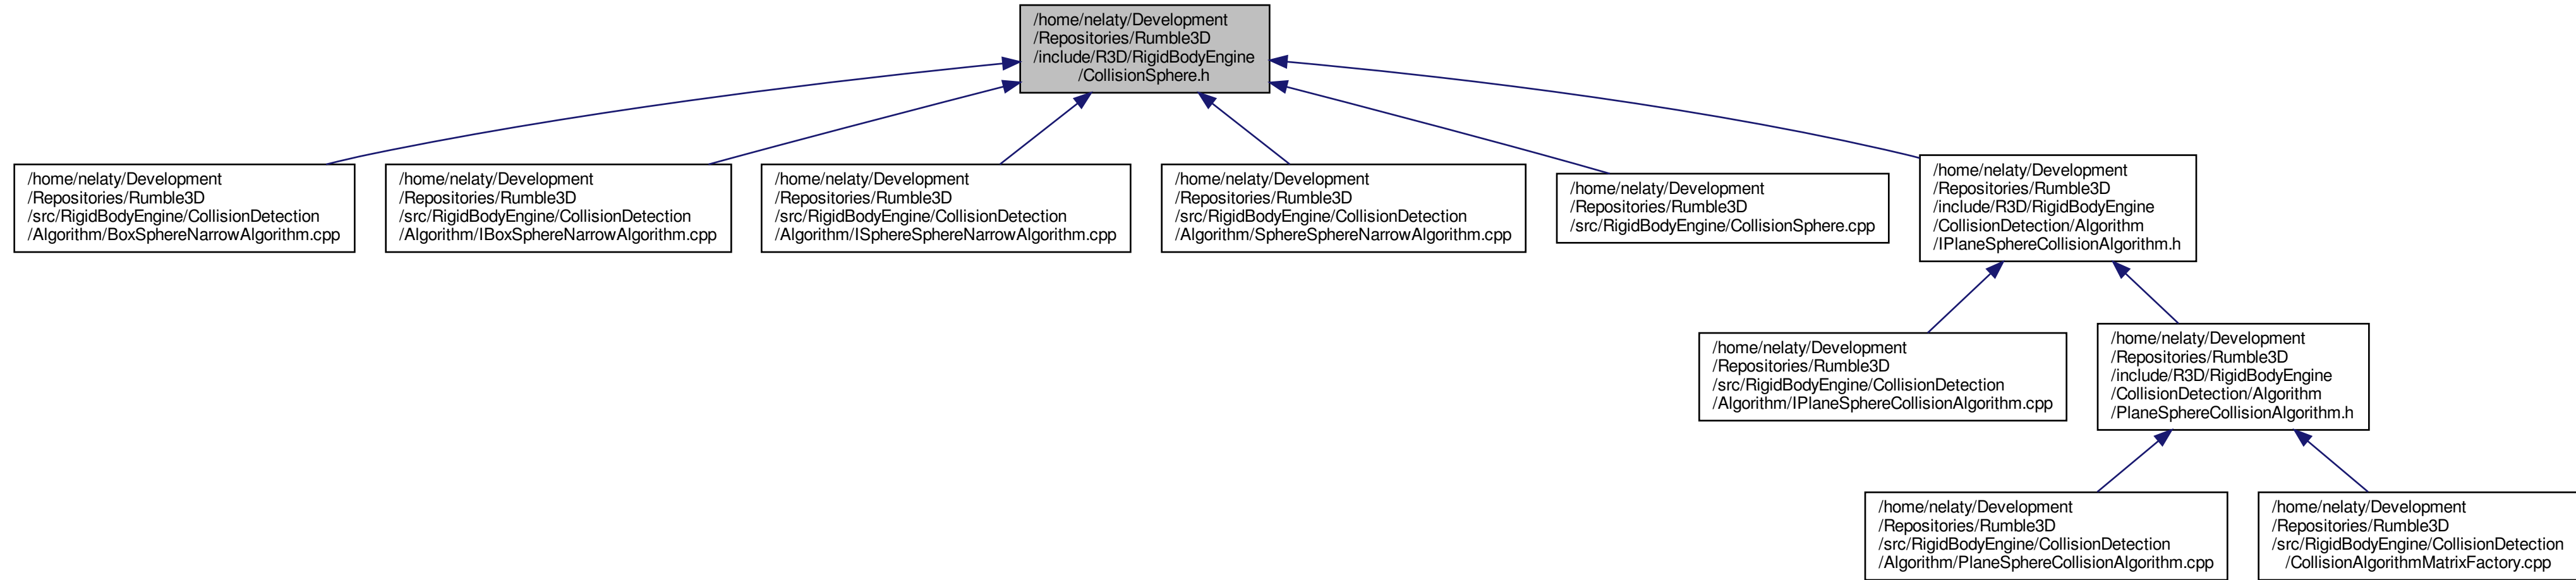 /home/nelaty/Development
/Repositories/Rumble3D
/include/R3D/RigidBodyEngine
/CollisionSphere.h
/home/nelaty/Development
/Repositories/Rumble3D
/src/RigidBodyEngine/CollisionDetection
/Algorithm/BoxSphereNarrowAlgorithm.cpp
/home/nelaty/Development
/Repositories/Rumble3D
/src/RigidBodyEngine/CollisionDetection
/Algorithm/IBoxSphereNarrowAlgorithm.cpp
/home/nelaty/Development
/Repositories/Rumble3D
/src/RigidBodyEngine/CollisionDetection
/Algorithm/ISphereSphereNarrowAlgorithm.cpp
/home/nelaty/Development
/Repositories/Rumble3D
/src/RigidBodyEngine/CollisionDetection
/Algorithm/SphereSphereNarrowAlgorithm.cpp
/home/nelaty/Development
/Repositories/Rumble3D
/src/RigidBodyEngine/CollisionSphere.cpp
/home/nelaty/Development
/Repositories/Rumble3D
/include/R3D/RigidBodyEngine
/CollisionDetection/Algorithm
/IPlaneSphereCollisionAlgorithm.h
/home/nelaty/Development
/Repositories/Rumble3D
/src/RigidBodyEngine/CollisionDetection
/Algorithm/IPlaneSphereCollisionAlgorithm.cpp
/home/nelaty/Development
/Repositories/Rumble3D
/include/R3D/RigidBodyEngine
/CollisionDetection/Algorithm
/PlaneSphereCollisionAlgorithm.h
/home/nelaty/Development
/Repositories/Rumble3D
/src/RigidBodyEngine/CollisionDetection
/Algorithm/PlaneSphereCollisionAlgorithm.cpp
/home/nelaty/Development
/Repositories/Rumble3D
/src/RigidBodyEngine/CollisionDetection
/CollisionAlgorithmMatrixFactory.cpp